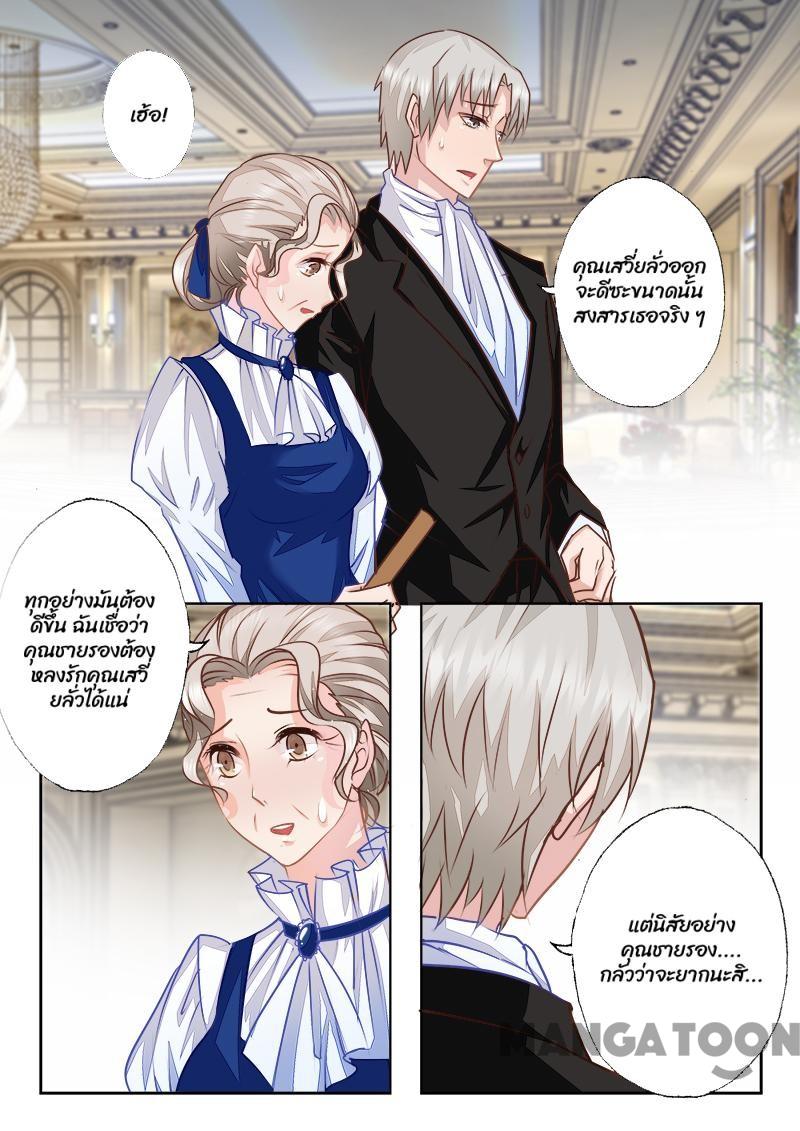 เฮ้อ!
คุณเสวี่ยลั่วออก
จะดีซะขนาดนั้น
สงสารเธอจริง ๆ
ทุกอย่างมันต้อง
ดีขึ้น ฉันเชื่อว่า
คุณชายรองต้อง
หลงรักคุณเสวี่
ยลั่วได้แน่
แต่นิสัยอย่าง
คุณชายรอง....
กลัวว่าจะยากนะสิ...
MANGATOON